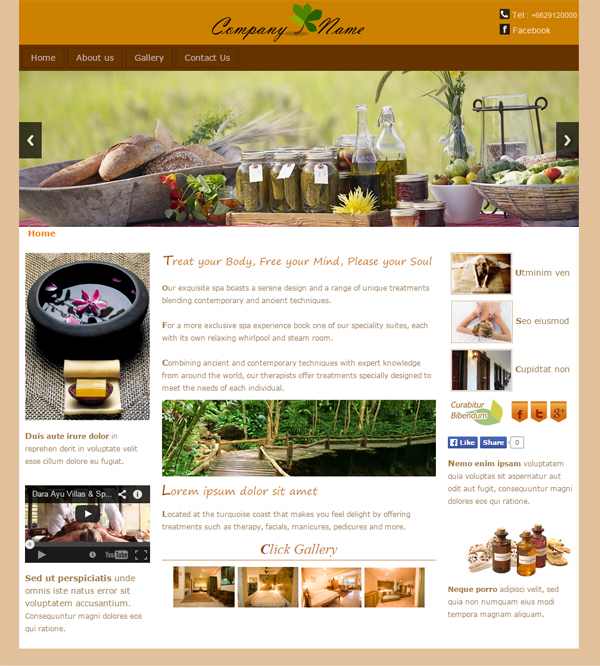 Company Name
Tel : +6629120000
Facebook
Home
About us
Gallery
Contact Us
Home
Duis aute irure dolor in
reprehen derit in voluptate velit
esse cillum dolore eu fugiat.
Dara Ayu Villas & Sp...
YouTube
Sed ut perspiciatis unde
omnis iste natus error sit
voluptatem accusantium.
Consequuntur magni dolores eos
qui ratione.
Treat your Body, Free your Mind, Please your Soul
Our exquisite spa boasts a serene design and a range of unique treatments
blending contemporary and ancient techniques.
For a more exclusive spa experience book one of our speciality suites, each
with its own relaxing whirlpool and steam room.
Combining ancient and contemporary techniques with expert knowledge
from around the world, our therapists offer treatments specially designed to
meet the needs of each individual.
Lorem ipsum dolor sit amet
Located at the turquoise coast that makes you feel delight by offering
treatments such as therapy, facials, manicures, pedicures and more.
Click Gallery
Utminim ven
Seo eiusmod
Cupidtat non
Curabitur
Bibendum
Like
Share
0
Nemo enim ipsam voluptatem
quia voluptas sit aspernatur aut
odit aut fugit, consequuntur magni
dolores eos qui ratione.
Neque porro adipisci velit, sed
quia non numquam eius modi
tempora magnam aliquam.